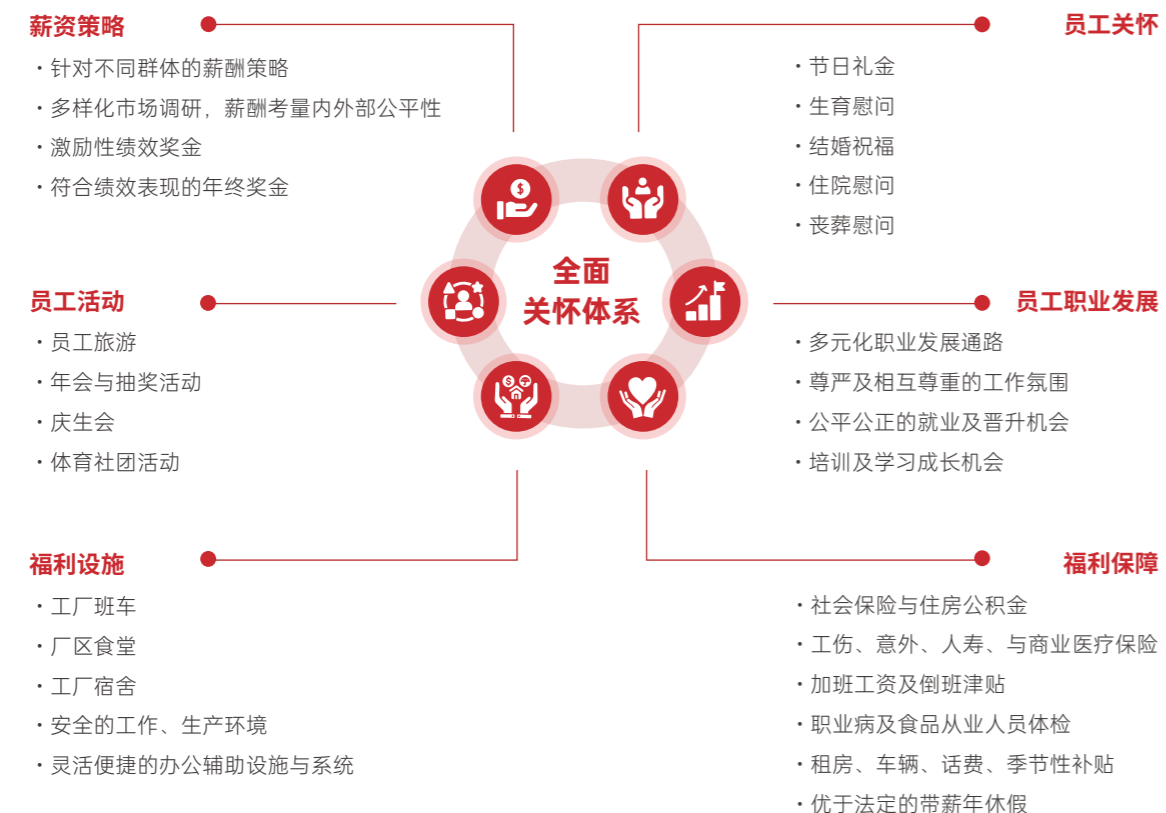 薪资策略
・针对不同群体的薪酬策略
・多样化市场调研，薪酬考量内外部公平性
・激励性绩效奖金
・符合绩效表现的年终奖金
员工关怀
・节日礼金
・生育慰问
・结婚祝福
・住院慰问
・丧葬慰问
全面
关怀体系
员工活动
・员工旅游
・年会与抽奖活动
・庆生会
・体育社团活动
员工职业发展
・多元化职业发展通路
・尊严及相互尊重的工作氛围
・公平公正的就业及晋升机会
・培训及学习成长机会
福利设施
・工厂班车
・厂区食堂
・工厂宿舍
・安全的工作、生产环境
・灵活便捷的办公辅助设施与系统
福利保障
・社会保险与住房公积金
・工伤、意外、人寿、与商业医疗保险
・加班工资及倒班津贴
・职业病及食品从业人员体检
・租房、车辆、话费、季节性补贴
・优于法定的带薪年休假